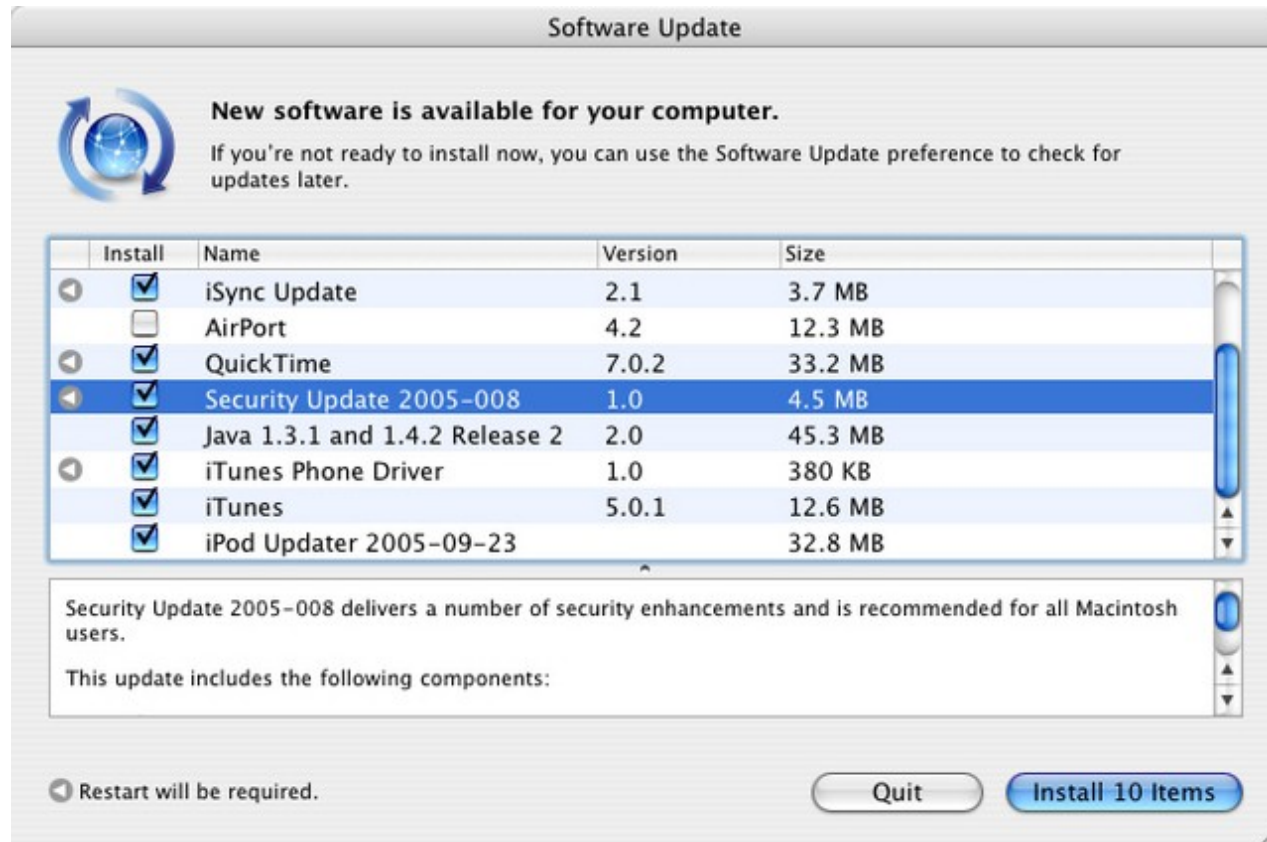 Software Update
New software is available for your computer.
If you're not ready to install now, you can use the Software Update preference to check for
updates later.
Install Name Version Size
iSync Update 2.1 3.7 MB
AirPort 4.2 12.3 MB
QuickTime 7.0.2 33.2 MB
Security Update 2005-008 1.0 4.5 MB
Java 1.3.1 and 1.4.2 Release 2 2.0 45.3 MB
iTunes Phone Driver 1.0 380 KB
iTunes 5.0.1 12.6 MB
iPod Updater 2005-09-23 32.8 MB
Security Update 2005-008 delivers a number of security enhancements and is recommended for all Macintosh
users.
This update includes the following components:
Restart will be required. Quit Install 10 Items